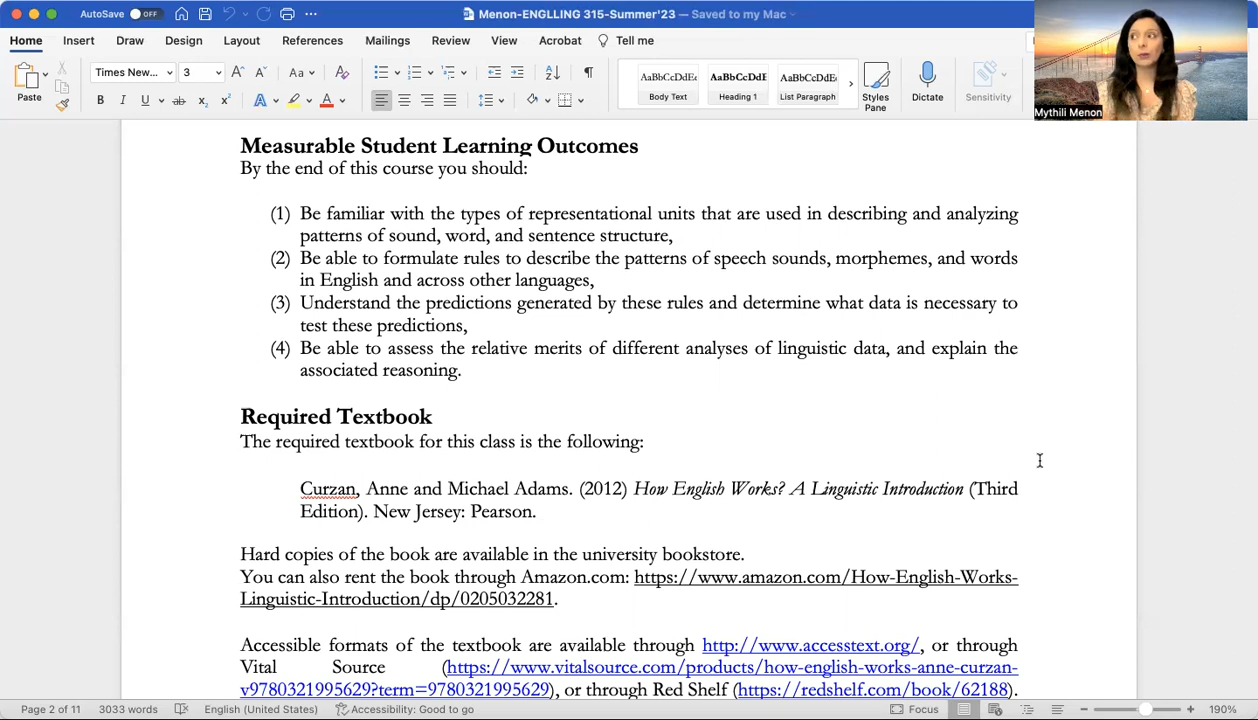 AutoSave OFF
Menon-ENGLLING 315-Summer'23 — Saved to my Mac
Home Insert Draw Design Layout References Mailings Review View Acrobat Tell me
Paste
Times New... 3
Aa
B I U ab x₂ x² A A
AaBbCcDdEe Body Text
AaBbCcDdE Heading 1
AaBbCcDdEe List Paragraph
Styles Pane
Dictate
Sensitivity
Mythili Menon
Measurable Student Learning Outcomes
By the end of this course you should:
(1) Be familiar with the types of representational units that are used in describing and analyzing
patterns of sound, word, and sentence structure,
(2) Be able to formulate rules to describe the patterns of speech sounds, morphemes, and words
in English and across other languages,
(3) Understand the predictions generated by these rules and determine what data is necessary to
test these predictions,
(4) Be able to assess the relative merits of different analyses of linguistic data, and explain the
associated reasoning.
Required Textbook
The required textbook for this class is the following:
Curzan, Anne and Michael Adams. (2012) How English Works? A Linguistic Introduction (Third
Edition). New Jersey: Pearson.
Hard copies of the book are available in the university bookstore.
You can also rent the book through Amazon.com: https://www.amazon.com/How-English-Works-
Linguistic-Introduction/dp/0205032281.
Accessible formats of the textbook are available through http://www.accesstext.org/, or through
Vital Source (https://www.vitalsource.com/products/how-english-works-anne-curzan-
v9780321995629?term=9780321995629), or through Red Shelf (https://redshelf.com/book/62188).
Page 2 of 11 3033 words English (United States) Accessibility: Good to go Focus 190%